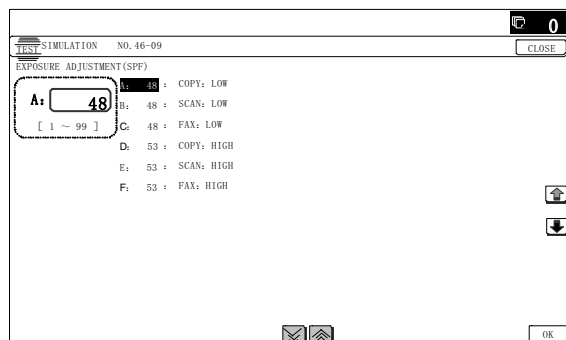 0
TEST SIMULATION NO.46-09
CLOSE
EXPOSURE ADJUSTMENT(SPF)
A: 48
[ 1 ~ 99 ]
A: 48 : COPY: LOW
B: 48 : SCAN: LOW
C: 48 : FAX: LOW
D: 53 : COPY: HIGH
E: 53 : SCAN: HIGH
F: 53 : FAX: HIGH
OK